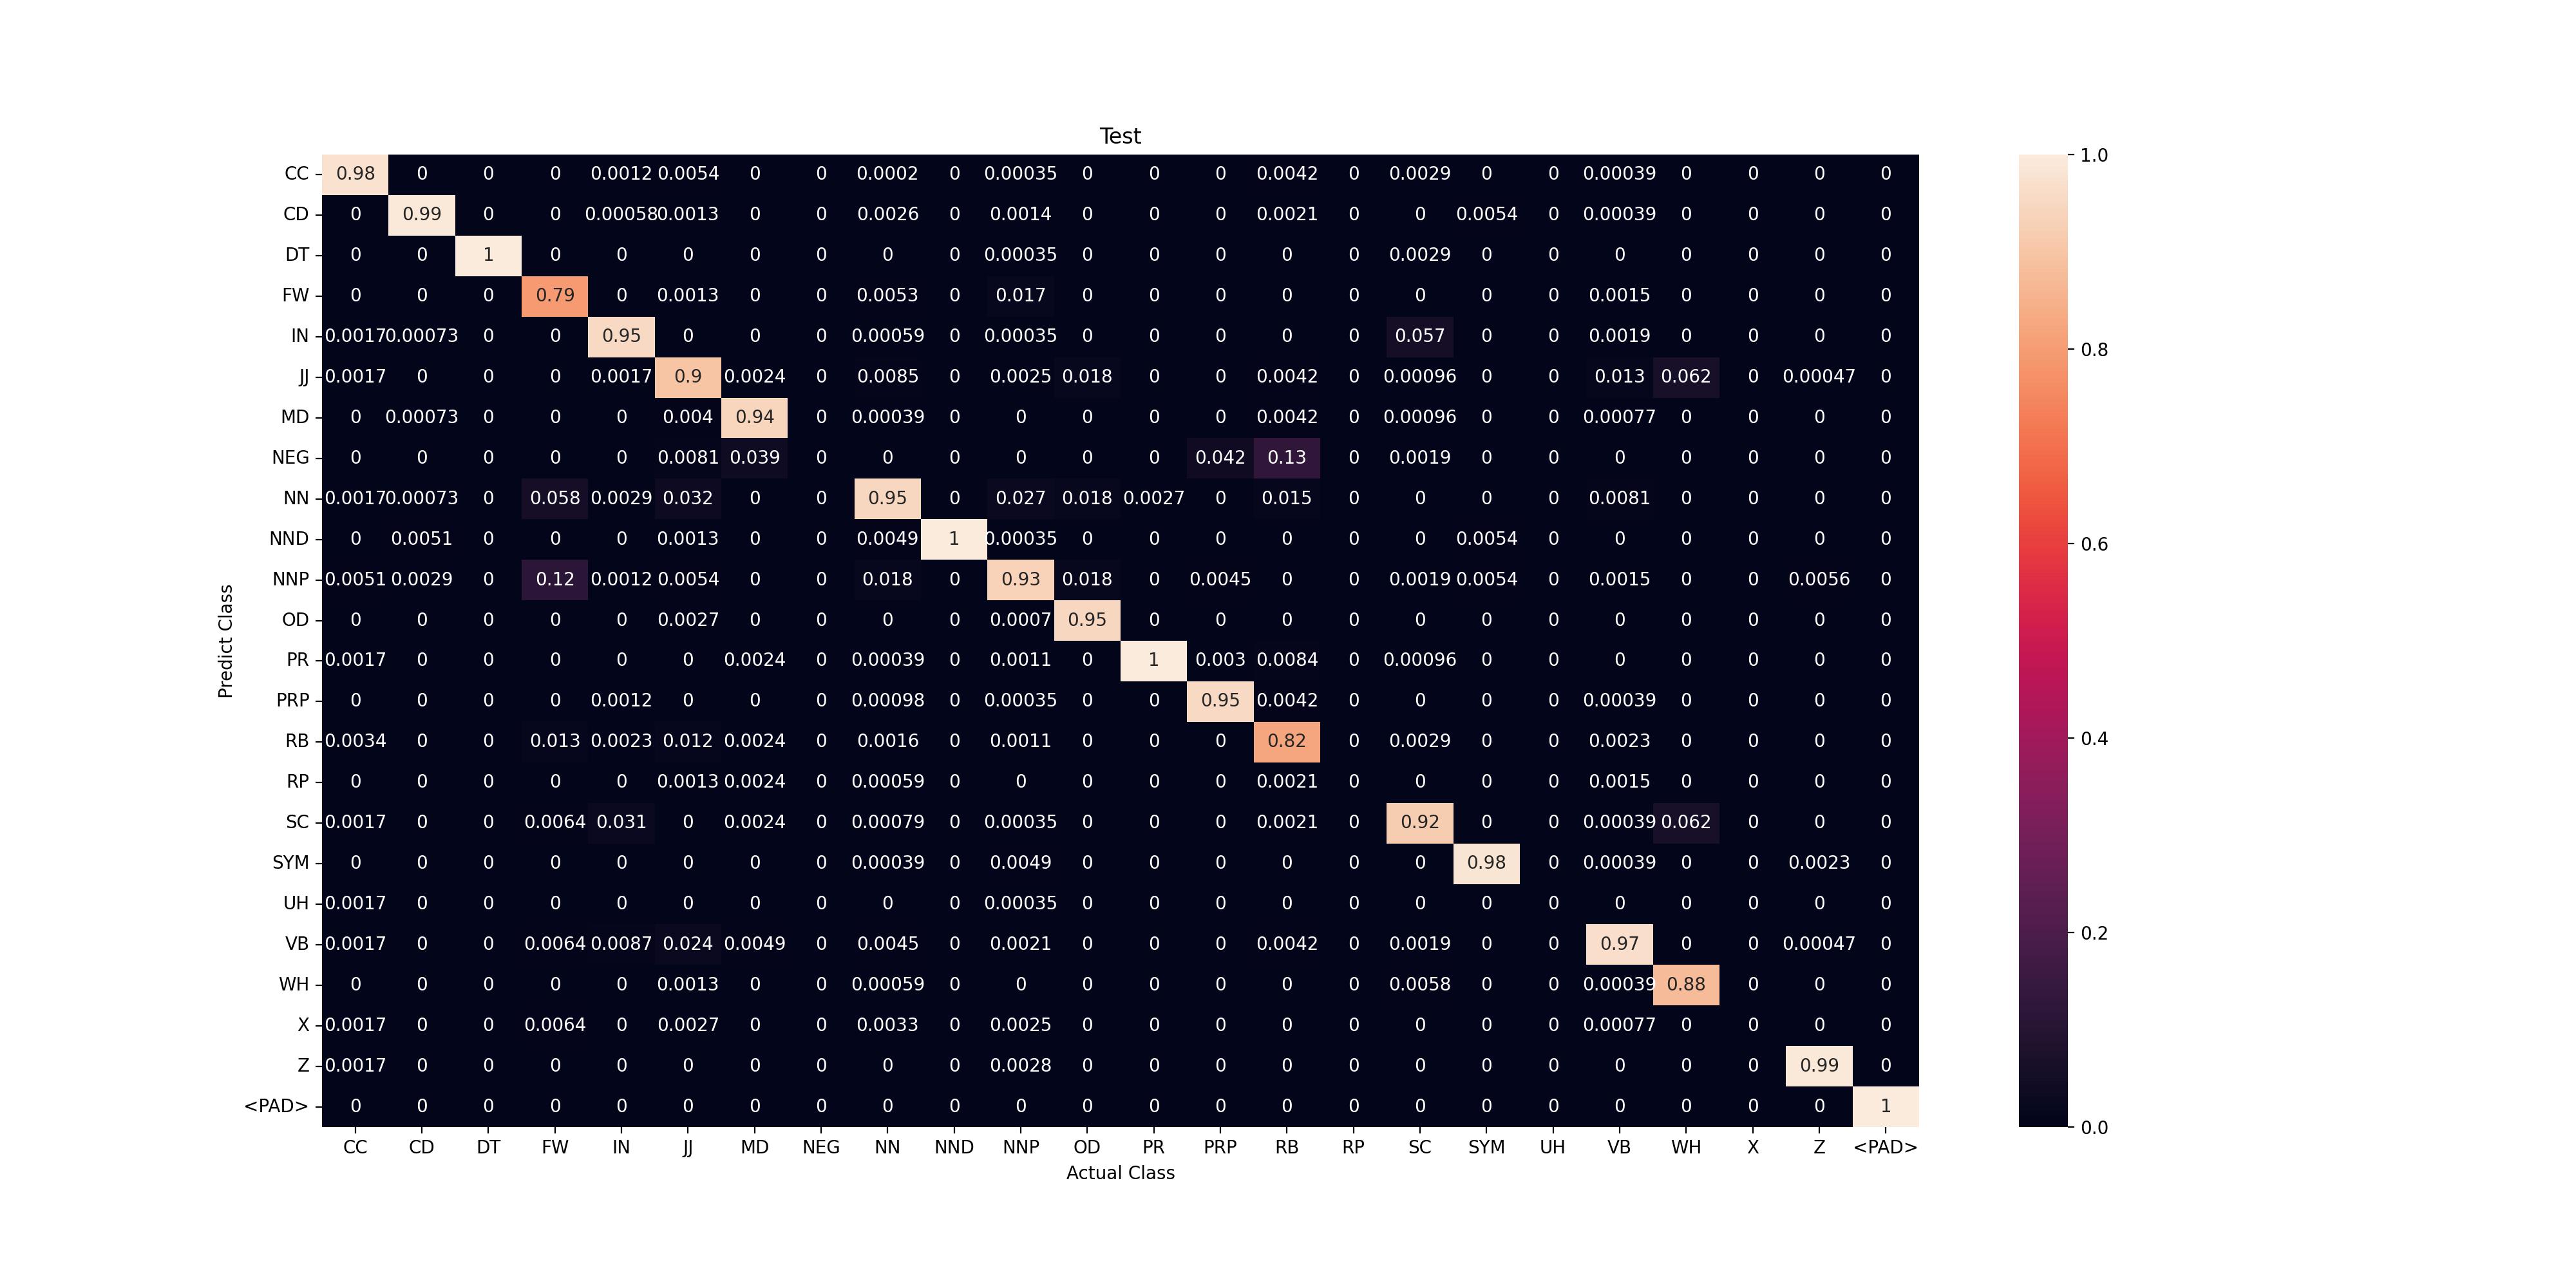 Test
CC 0.98 0 0 0 0.0012 0.0054 0 0 0.0002 0 0.00035 0 0 0 0.0042 0 0.0029 0 0 0.00039 0 0 0 0 1.0
CD 0 0.99 0 0 0.00058 0.0013 0 0 0.0026 0 0.0014 0 0 0 0.0021 0 0 0.0054 0 0.00039 0 0 0 0
DT 0 0 1 0 0 0 0 0 0 0 0.00035 0 0 0 0 0 0.0029 0 0 0 0 0 0 0
FW 0 0 0 0.79 0 0.0013 0 0 0.0053 0 0.017 0 0 0 0 0 0 0 0 0.0015 0 0 0 0
IN 0.0017 0.00073 0 0 0.95 0 0 0 0.00059 0 0.00035 0 0 0 0 0 0.057 0 0 0.0019 0 0 0 0
0.8
JJ 0.0017 0 0 0 0.0017 0.9 0.0024 0 0.0085 0 0.0025 0.018 0 0 0.0042 0 0.00096 0 0 0.013 0.062 0 0.00047 0
MD 0 0.00073 0 0 0 0.004 0.94 0 0.00039 0 0 0 0 0 0.0042 0 0.00096 0 0 0.00077 0 0 0 0
NEG 0 0 0 0 0 0.0081 0.039 0 0 0 0 0 0 0.042 0.13 0 0.0019 0 0 0 0 0 0 0
NN 0.0017 0.00073 0 0.058 0.0029 0.032 0 0 0.95 0 0.027 0.018 0.0027 0 0.015 0 0 0 0 0.0081 0 0 0 0
NND 0 0.0051 0 0 0 0.0013 0 0 0.0049 1 0.00035 0 0 0 0 0 0 0.0054 0 0 0 0 0 0 0.6
NNP 0.0051 0.0029 0 0.12 0.0012 0.0054 0 0 0.018 0 0.93 0.018 0 0.0045 0 0 0.0019 0.0054 0 0.0015 0 0 0.0056 0
OD 0 0 0 0 0 0.0027 0 0 0 0 0.0007 0.95 0 0 0 0 0 0 0 0 0 0 0 0
Predict Class
PR 0.0017 0 0 0 0 0 0.0024 0 0.00039 0 0.0011 0 1 0.003 0.0084 0 0.00096 0 0 0 0 0 0 0
PRP 0 0 0 0 0.0012 0 0 0 0.00098 0 0.00035 0 0 0.95 0.0042 0 0 0 0 0.00039 0 0 0 0
RB 0.0034 0 0 0.013 0.0023 0.012 0.0024 0 0.0016 0 0.0011 0 0 0 0.82 0 0.0029 0 0 0.0023 0 0 0 0 0.4
RP 0 0 0 0 0 0.0013 0.0024 0 0.00059 0 0 0 0 0 0.0021 0 0 0 0 0.0015 0 0 0 0
SC 0.0017 0 0 0.0064 0.031 0 0.0024 0 0.00079 0 0.00035 0 0 0 0.0021 0 0.92 0 0 0.00039 0.062 0 0 0
SYM 0 0 0 0 0 0 0 0 0.00039 0 0.0049 0 0 0 0 0 0 0.98 0 0.00039 0 0 0.0023 0
UH 0.0017 0 0 0 0 0 0 0 0 0 0.00035 0 0 0 0 0 0 0 0 0 0 0 0 0
0.2
VB 0.0017 0 0 0.0064 0.0087 0.024 0.0049 0 0.0045 0 0.0021 0 0 0 0.0042 0 0.0019 0 0 0.97 0 0 0.00047 0
WH 0 0 0 0 0 0.0013 0 0 0.00059 0 0 0 0 0 0 0 0.0058 0 0 0.00039 0.88 0 0 0
X 0.0017 0 0 0.0064 0 0.0027 0 0 0.0033 0 0.0025 0 0 0 0 0 0 0 0 0.00077 0 0 0 0
Z 0.0017 0 0 0 0 0 0 0 0 0 0.0028 0 0 0 0 0 0 0 0 0 0 0 0.99 0
<PAD> 0 0 0 0 0 0 0 0 0 0 0 0 0 0 0 0 0 0 0 0 0 0 0 1
0.0
CC CD DT FW IN JJ MD NEG NN NND NNP OD PR PRP RB RP SC SYM UH VB WH X Z <PAD>
Actual Class